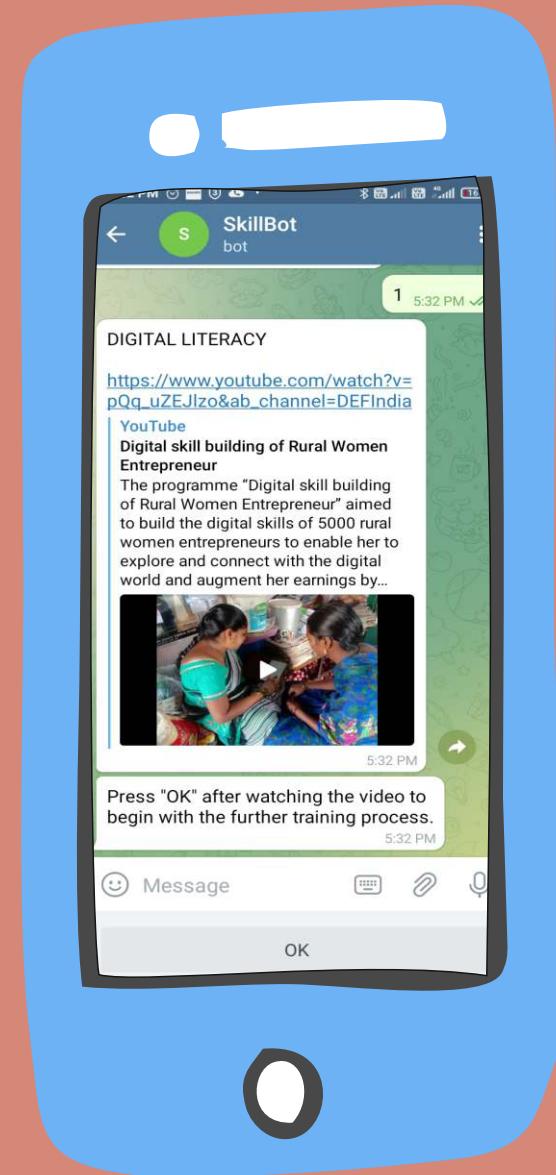 PM
SkillBot
S
bot
1 5:32 PM
DIGITAL LITERACY
https://www.youtube.com/watch?v=
pQq_uZEJlzo&ab_channel=DEFIndia
YouTube
Digital skill building of Rural Women
Entrepreneur
The programme “Digital skill building
of Rural Women Entrepreneur” aimed
to build the digital skills of 5000 rural
women entrepreneurs to enable her to
explore and connect with the digital
world and augment her earnings by...
5:32 PM
Press "OK" after watching the video to
begin with the further training process.
5:32 PM
Message
OK